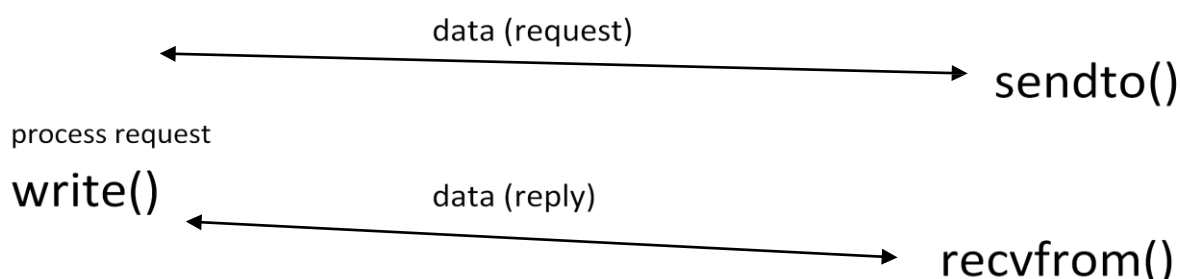 data (request)
sendto()
process request
write()
data (reply)
recvfrom()